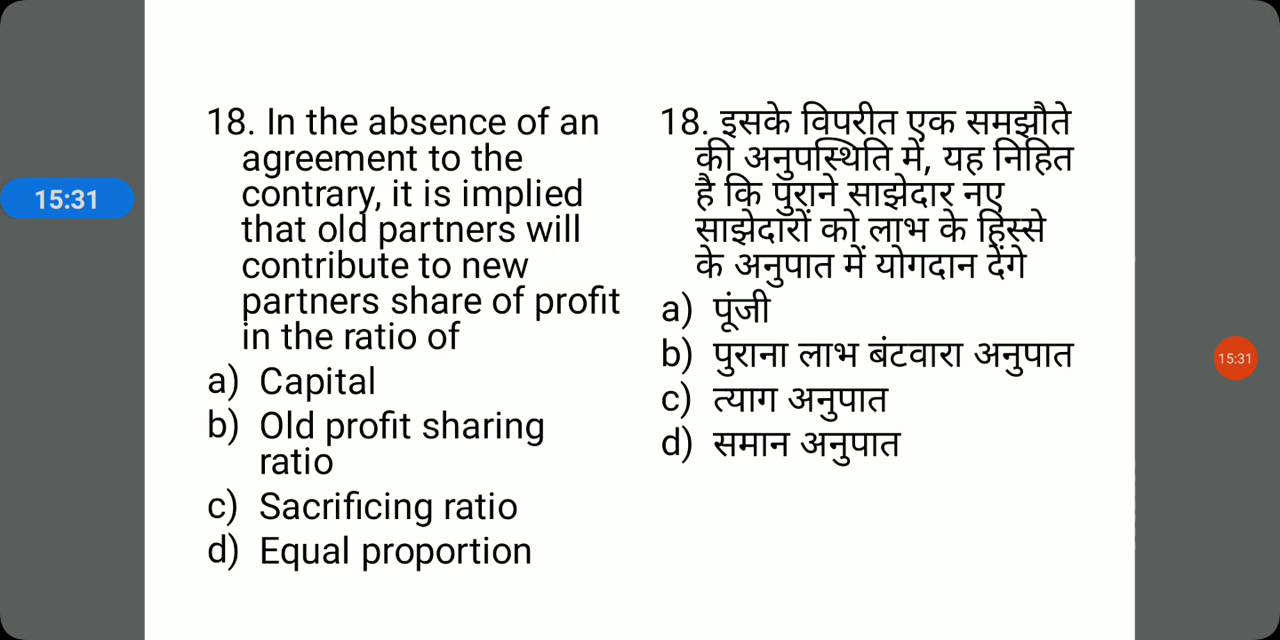 15:31
18. In the absence of an
agreement to the
contrary, it is implied
that old partners will
contribute to new
partners share of profit
in the ratio of
a) Capital
b) Old profit sharing
ratio
c) Sacrificing ratio
d) Equal proportion
18. इसके विपरीत एक समझौते
की अनुपस्थिति में, यह निहित
है कि पुराने साझेदार नए
साझेदारों को लाभ के हिस्से
के अनुपात में योगदान देंगे
a) पूंजी
b) पुराना लाभ बंटवारा अनुपात
c) त्याग अनुपात
d) समान अनुपात
15:31